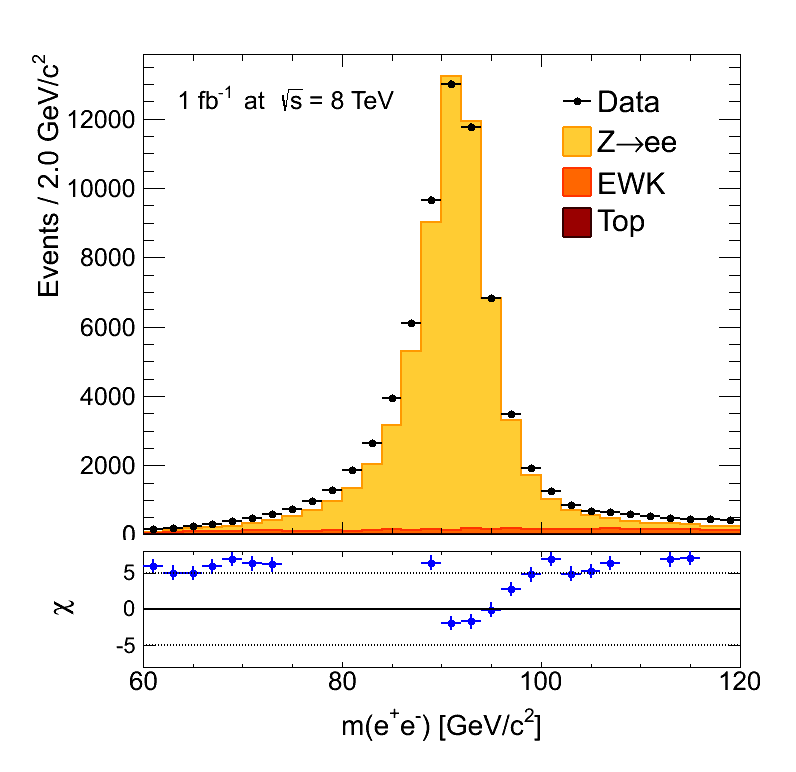 1 fb⁻¹ at √s = 8 TeV
Data
Z→ee
EWK
Top
Events / 2.0 GeV/c²
12000
10000
8000
6000
4000
2000
0
χ
5
0
-5
60 80 100 120
m(e⁺e⁻) [GeV/c²]